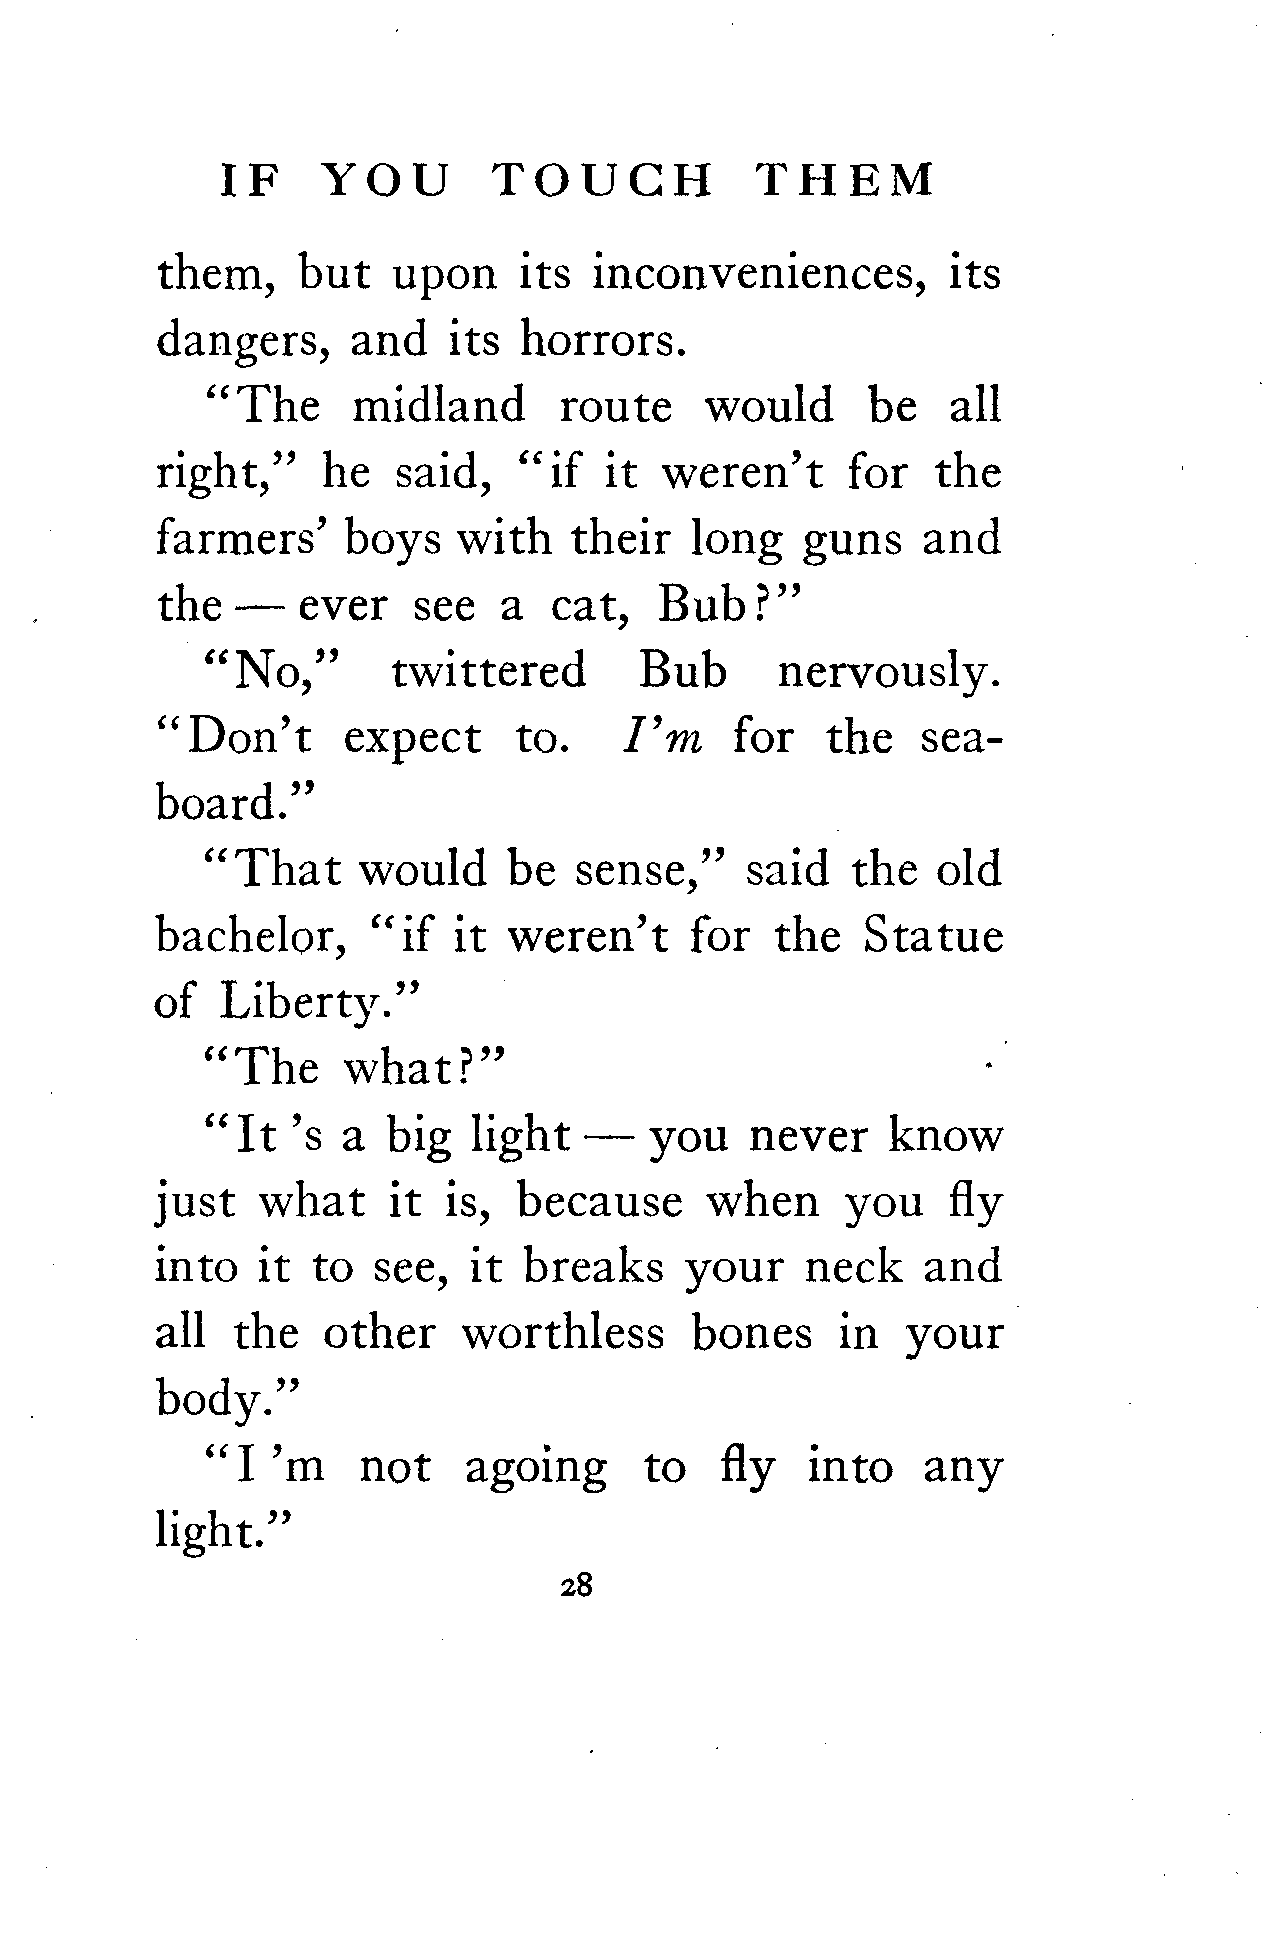 IF YOU TOUCH THEM
them, but upon its inconveniences, its
dangers, and its horrors.
“The midland route would be all
right,” he said, “if it weren’t for the
farmers’ boys with their long guns and
the — ever see a cat, Bub?”
“No,” twittered Bub nervously.
“Don’t expect to. I’m for the sea-
board.”
“That would be sense,” said the old
bachelor, “if it weren’t for the Statue
of Liberty.”
“The what?”
“It ’s a big light — you never know
just what it is, because when you fly
into it to see, it breaks your neck and
all the other worthless bones in your
body.”
“I ’m not agoing to fly into any
light.”
28